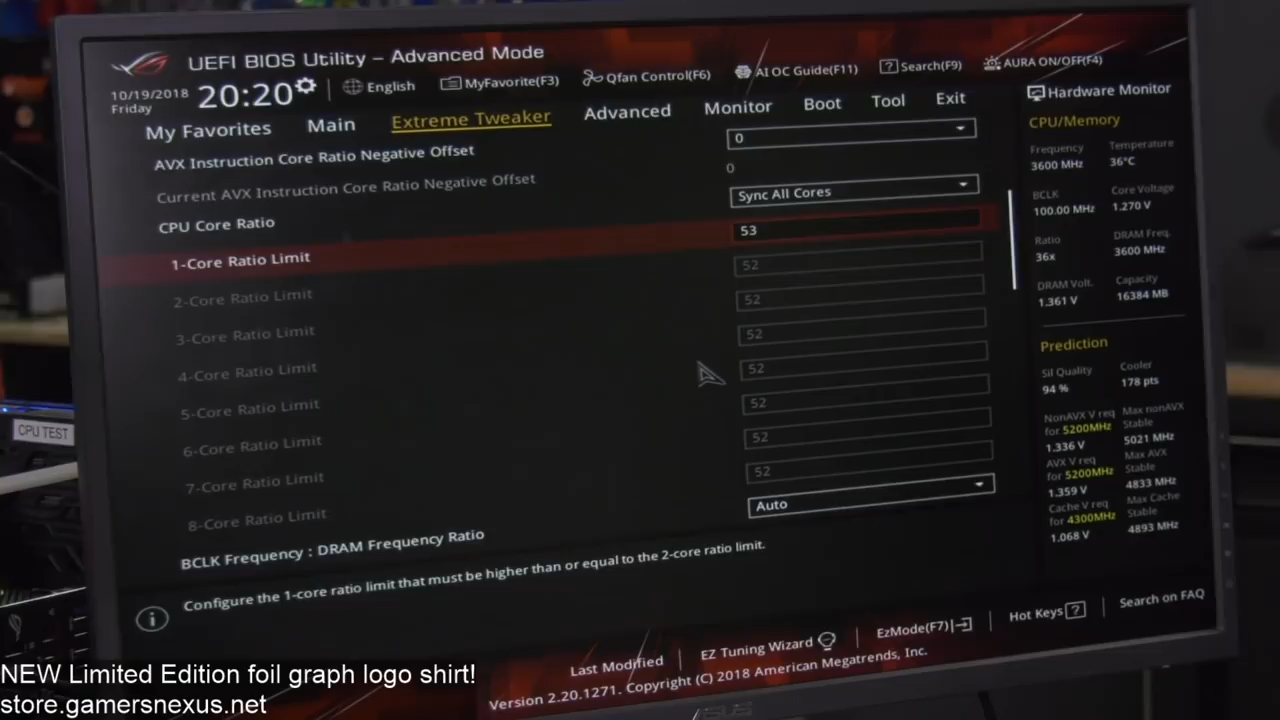 UEFI BIOS Utility – Advanced Mode
10/19/2018
Friday
20:20
English
MyFavorite(F3)
Qfan Control(F6)
AI OC Guide(F11)
Search(F9)
AURA ON/OFF(F4)
My Favorites
Main
Extreme Tweaker
Advanced
Monitor
Boot
Tool
Exit
AVX Instruction Core Ratio Negative Offset
0
Current AVX Instruction Core Ratio Negative Offset
0
CPU Core Ratio
Sync All Cores
1-Core Ratio Limit
53
2-Core Ratio Limit
52
3-Core Ratio Limit
52
4-Core Ratio Limit
52
5-Core Ratio Limit
52
6-Core Ratio Limit
52
7-Core Ratio Limit
52
8-Core Ratio Limit
52
BCLK Frequency : DRAM Frequency Ratio
Auto
Configure the 1-core ratio limit that must be higher than or equal to the 2-core ratio limit.
Hardware Monitor
CPU/Memory
Frequency
3600 MHz
Temperature
36°C
BCLK
100.00 MHz
Core Voltage
1.270 V
Ratio
36x
DRAM Freq.
3600 MHz
DRAM Volt.
1.361 V
Capacity
16384 MB
Prediction
Sil Quality
94 %
Cooler
178 pts
NonAVX V req
for 5200MHz
1.336 V
Max nonAVX
Stable
5021 MHz
AVX V req
for 5200MHz
1.359 V
Max AVX
Stable
4833 MHz
Cache V req
for 4300MHz
1.068 V
Max Cache
Stable
4893 MHz
Last Modified
EZ Tuning Wizard
EzMode(F7)
Hot Keys ?
Search on FAQ
Version 2.20.1271. Copyright (C) 2018 American Megatrends, Inc.
ASUS
CPU TEST
NEW Limited Edition foil graph logo shirt!
store.gamersnexus.net